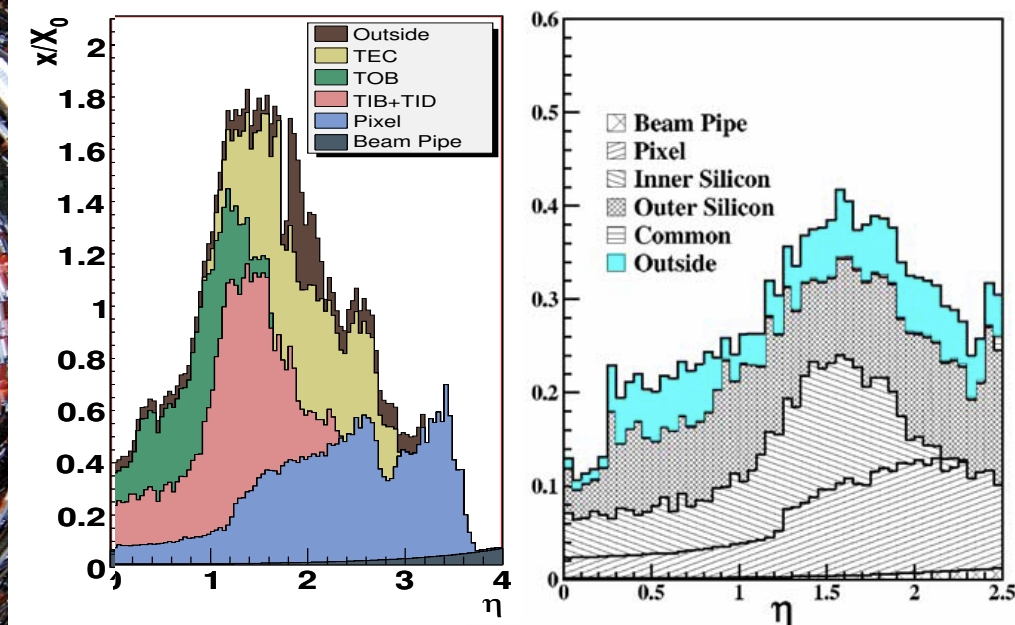 x/X0
2
1.8
1.6
1.4
1.2
1
0.8
0.6
0.4
0.2
0
Outside
TEC
TOB
TIB+TID
Pixel
Beam Pipe
0 1 2 3 4
η
0.6
0.5
0.4
0.3
0.2
0.1
0
Beam Pipe
Pixel
Inner Silicon
Outer Silicon
Common
Outside
0 0.5 1 1.5 2 2.5
η